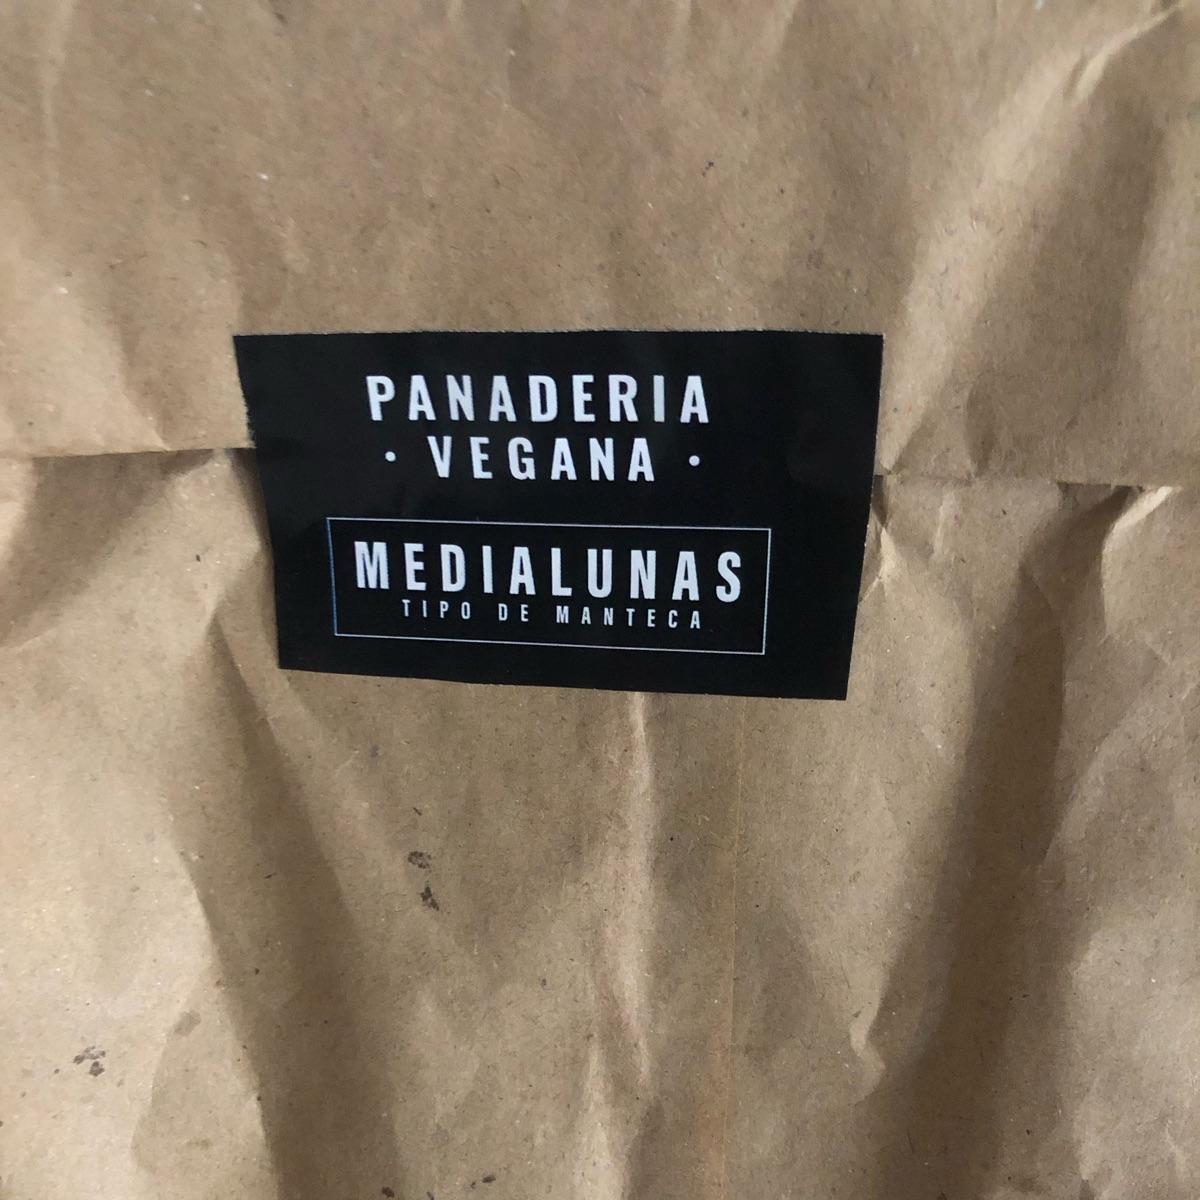 PANADERIA
· VEGANA ·
MEDIALUNAS
TIPO DE MANTECA